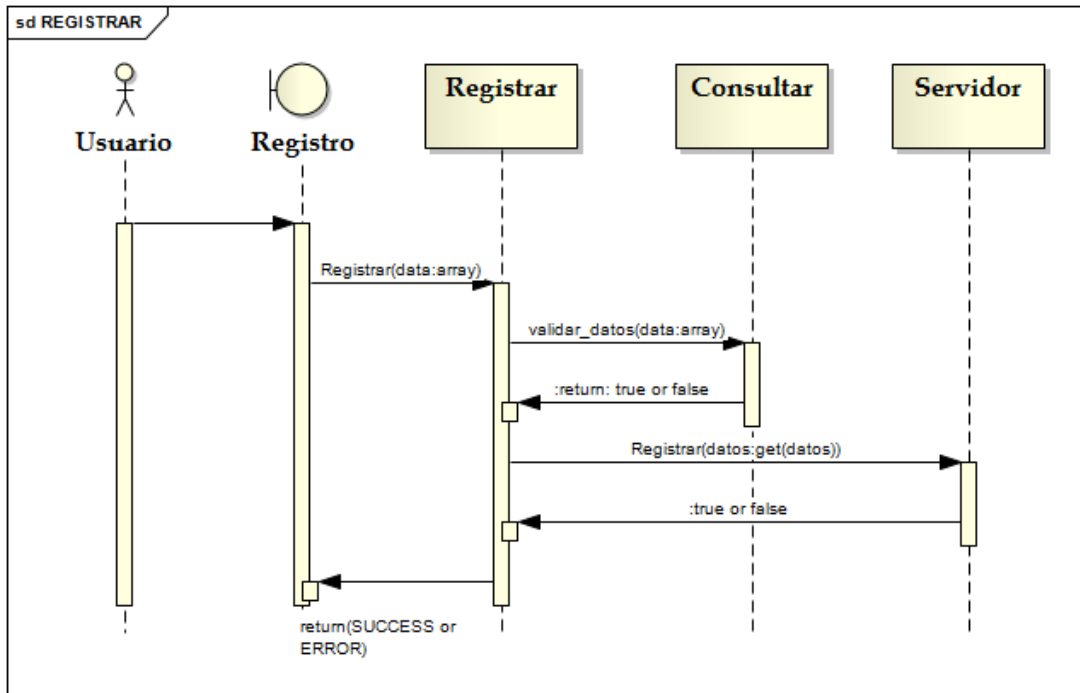 sd REGISTRAR
Usuario
Registro
Registrar
Consultar
Servidor
Registrar(data:array)
validar_datos(data:array)
:return: true or false
Registrar(datos:get(datos))
:true or false
return(SUCCESS or
ERROR)